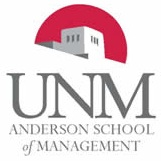 UNM
ANDERSON SCHOOL
of MANAGEMENT